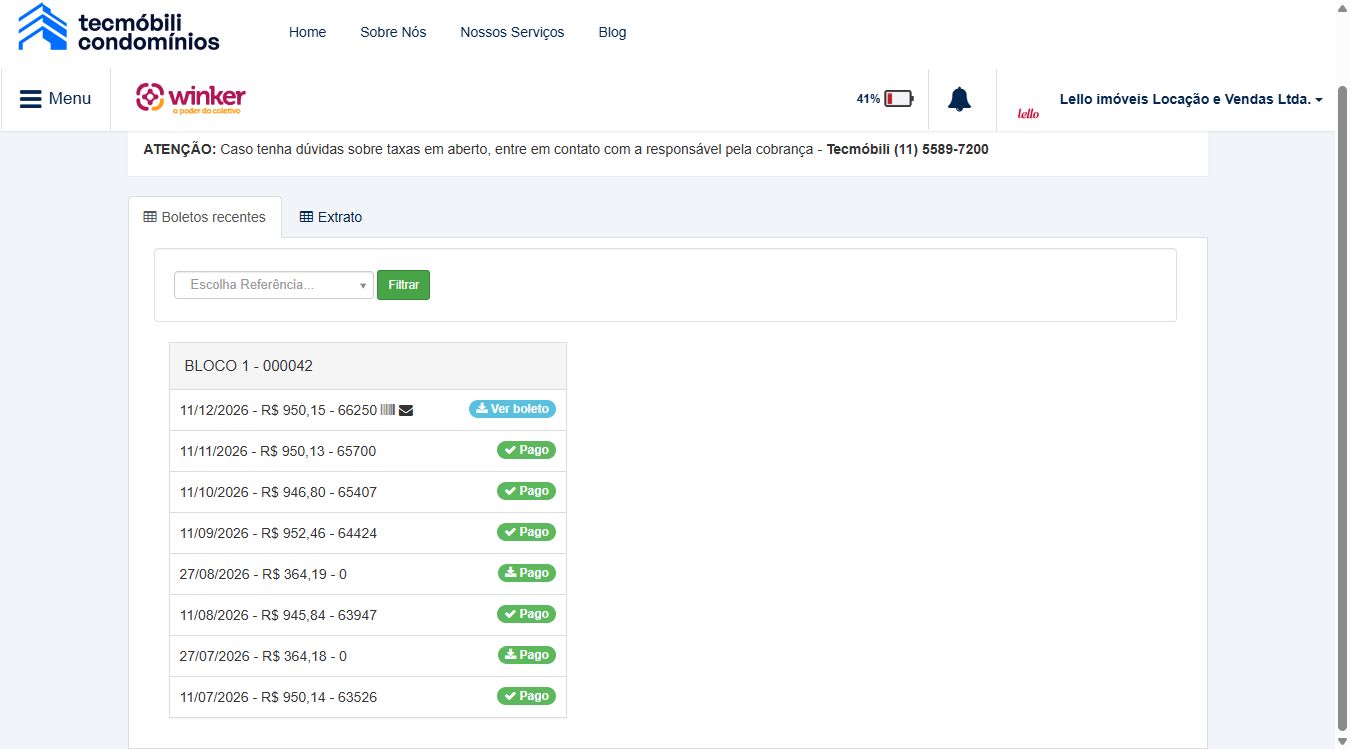 tecmóbili
condomínios
Home Sobre Nós Nossos Serviços Blog
Menu
winker
o poder do coletivo
41%
lello
Lello imóveis Locação e Vendas Ltda.
ATENÇÃO: Caso tenha dúvidas sobre taxas em aberto, entre em contato com a responsável pela cobrança - Tecmóbili (11) 5589-7200
Boletos recentes Extrato
Escolha Referência... Filtrar
BLOCO 1 - 000042
11/12/2026 - R$ 950,15 - 66250 Ver boleto
11/11/2026 - R$ 950,13 - 65700 Pago
11/10/2026 - R$ 946,80 - 65407 Pago
11/09/2026 - R$ 952,46 - 64424 Pago
27/08/2026 - R$ 364,19 - 0 Pago
11/08/2026 - R$ 945,84 - 63947 Pago
27/07/2026 - R$ 364,18 - 0 Pago
11/07/2026 - R$ 950,14 - 63526 Pago